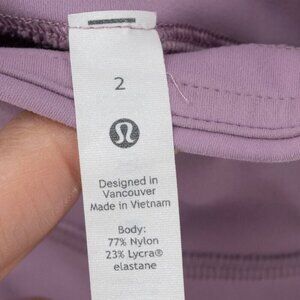 2
Designed in
Vancouver
Made in Vietnam
Body:
77% Nylon
23% Lycra®
elastane